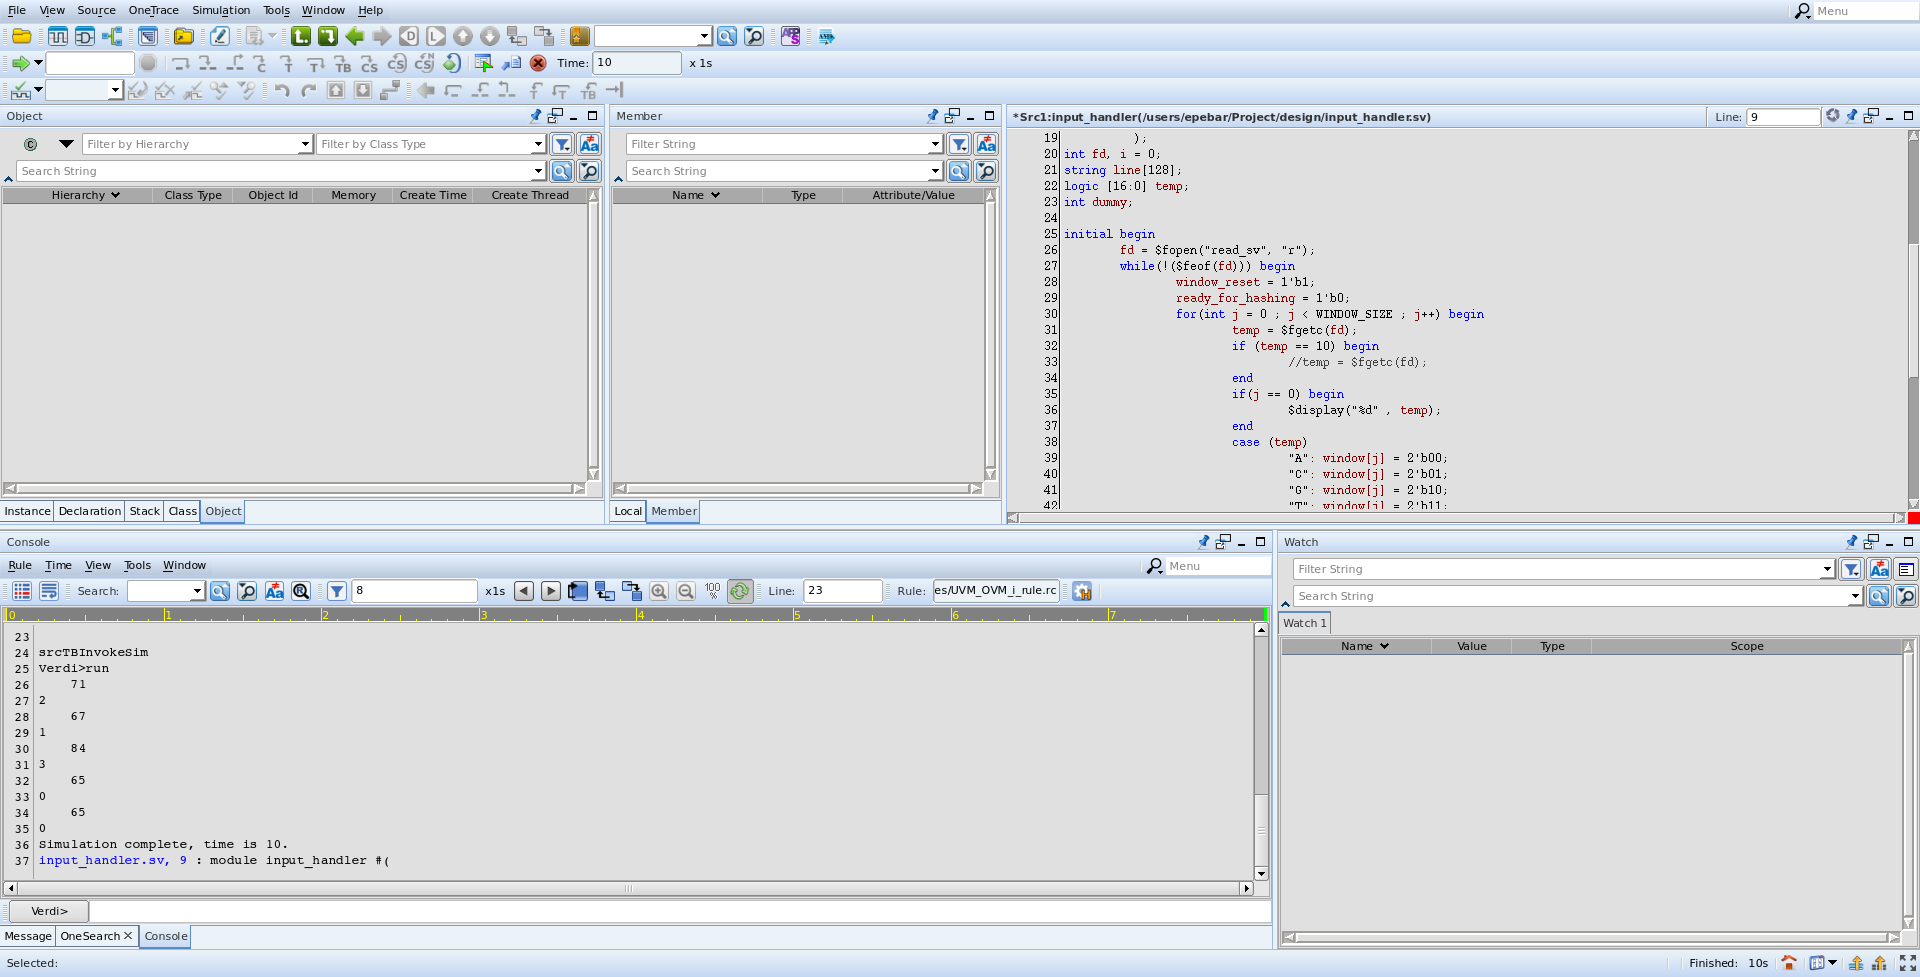 File View Source OneTrace Simulation Tools Window Help
Menu
Time: 10 x 1s
Object
Filter by Hierarchy Filter by Class Type
Search String
Hierarchy Class Type Object Id Memory Create Time Create Thread
Instance Declaration Stack Class Object
Member
Filter String
Search String
Name Type Attribute/Value
Local Member
*Src1:input_handler(/users/epebar/Project/design/input_handler.sv) Line: 9
19 );
20 int fd, i = 0;
21 string line[128];
22 logic [16:0] temp;
23 int dummy;
24
25 initial begin
26 fd = $fopen("read_sv", "r");
27 while(!($feof(fd))) begin
28 window_reset = 1'b1;
29 ready_for_hashing = 1'b0;
30 for(int j = 0 ; j < WINDOW_SIZE ; j++) begin
31 temp = $fgetc(fd);
32 if (temp == 10) begin
33 //temp = $fgetc(fd);
34 end
35 if(j == 0) begin
36 $display("%d" , temp);
37 end
38 case (temp)
39 "A": window[j] = 2'b00;
40 "C": window[j] = 2'b01;
41 "G": window[j] = 2'b10;
42 "T": window[j] = 2'b11;
Console
Rule Time View Tools Window
Menu
Search: 8 x1s 100 % Line: 23 Rule: es/UVM_OVM_i_rule.rc
0 1 2 3 4 5 6 7
23
24 srcTBInvokeSim
25 Verdi>run
26 71
27 2
28 67
29 1
30 84
31 3
32 65
33 0
34 65
35 0
36 Simulation complete, time is 10.
37 input_handler.sv, 9 : module input_handler #(
Verdi>
Message OneSearch Console
Watch
Filter String
Search String
Watch 1
Name Value Type Scope
Selected:
Finished: 10s